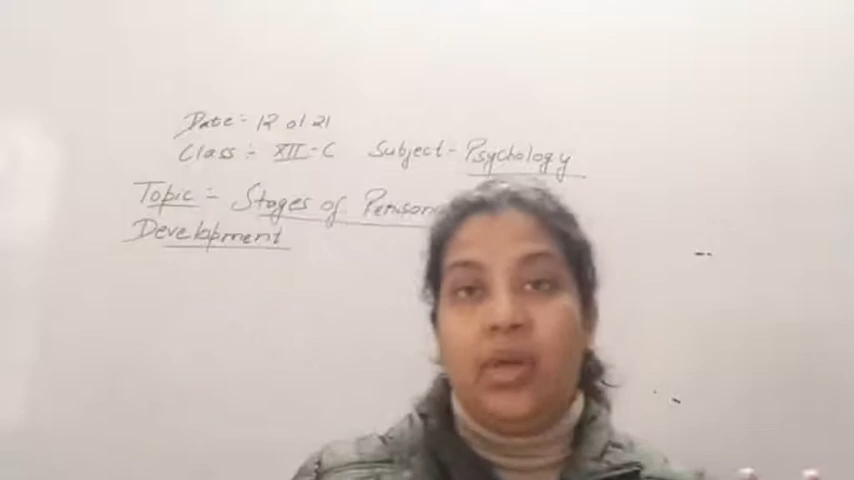 Date:- 12 01 21
Class :- XII-C Subject - Psychology
Topic :- Stages of
Development